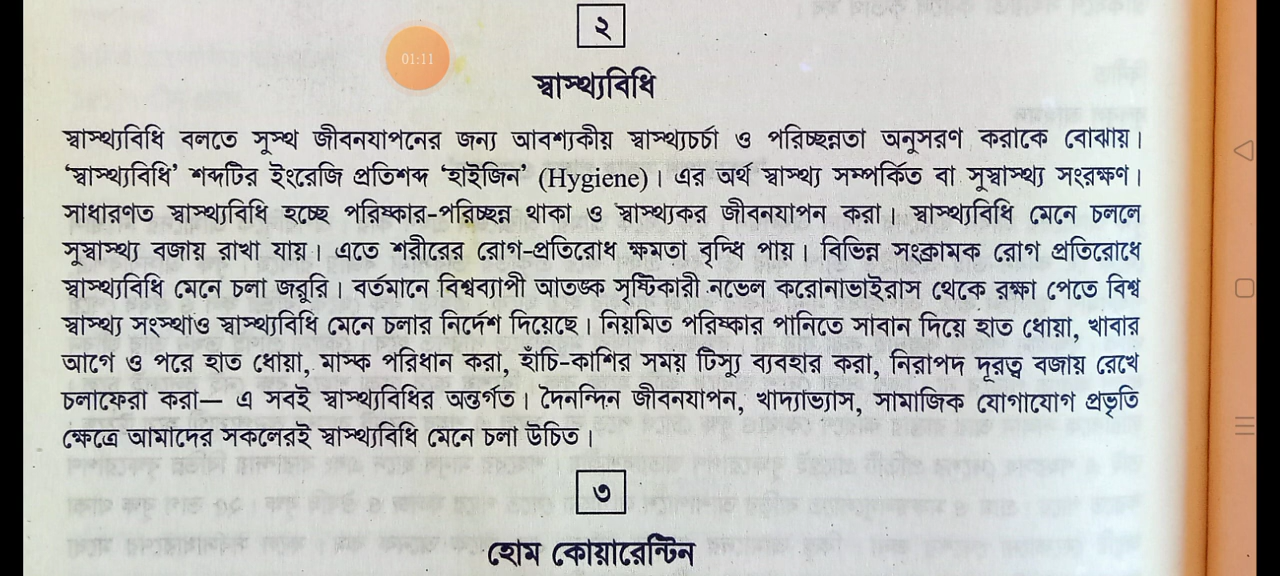 ২
01:11
স্বাস্থ্যবিধি
স্বাস্থ্যবিধি বলতে সুস্থ জীবনযাপনের জন্য আবশ্যকীয় স্বাস্থ্যচর্চা ও পরিচ্ছন্নতা অনুসরণ করাকে বোঝায়।
‘স্বাস্থ্যবিধি’ শব্দটির ইংরেজি প্রতিশব্দ ‘হাইজিন’ (Hygiene)। এর অর্থ স্বাস্থ্য সম্পর্কিত বা সুস্বাস্থ্য সংরক্ষণ।
সাধারণত স্বাস্থ্যবিধি হচ্ছে পরিষ্কার-পরিচ্ছন্ন থাকা ও স্বাস্থ্যকর জীবনযাপন করা। স্বাস্থ্যবিধি মেনে চললে
সুস্বাস্থ্য বজায় রাখা যায়। এতে শরীরের রোগ-প্রতিরোধ ক্ষমতা বৃদ্ধি পায়। বিভিন্ন সংক্রামক রোগ প্রতিরোধে
স্বাস্থ্যবিধি মেনে চলা জরুরি। বর্তমানে বিশ্বব্যাপী আতঙ্ক সৃষ্টিকারী নভেল করোনাভাইরাস থেকে রক্ষা পেতে বিশ্ব
স্বাস্থ্য সংস্থাও স্বাস্থ্যবিধি মেনে চলার নির্দেশ দিয়েছে। নিয়মিত পরিষ্কার পানিতে সাবান দিয়ে হাত ধোয়া, খাবার
আগে ও পরে হাত ধোয়া, মাস্ক পরিধান করা, হাঁচি-কাশির সময় টিস্যু ব্যবহার করা, নিরাপদ দূরত্ব বজায় রেখে
চলাফেরা করা— এ সবই স্বাস্থ্যবিধির অন্তর্গত। দৈনন্দিন জীবনযাপন, খাদ্যাভ্যাস, সামাজিক যোগাযোগ প্রভৃতি
ক্ষেত্রে আমাদের সকলেরই স্বাস্থ্যবিধি মেনে চলা উচিত।
৩
হোম কোয়ারেন্টিন